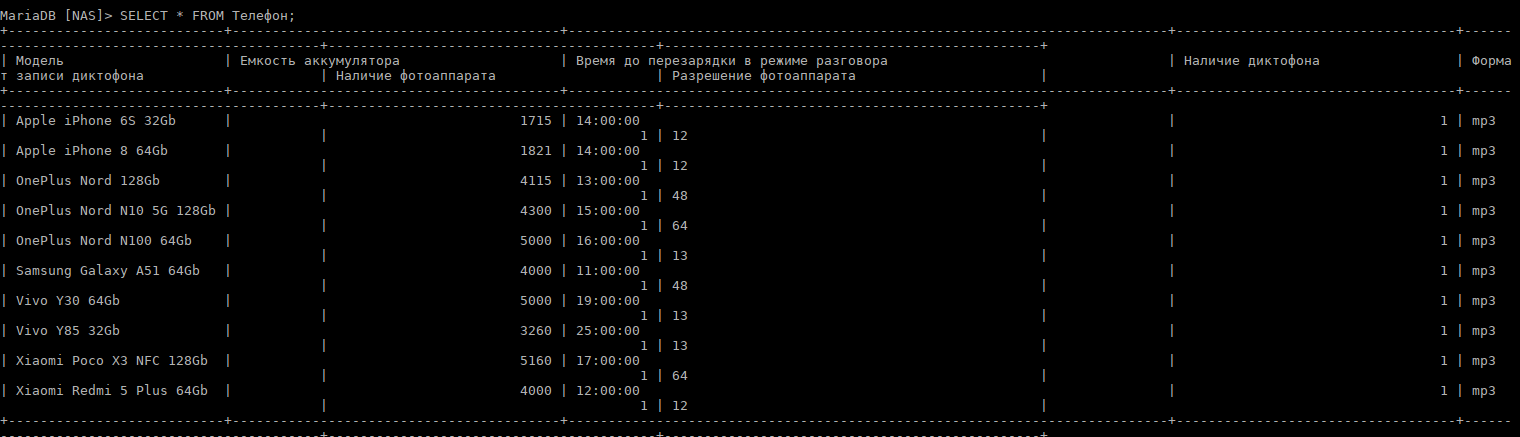 MariaDB [NAS]> SELECT * FROM Телефон;
| Модель | Емкость аккумулятора | Время до перезарядки в режиме разговора | Наличие диктофона | Форма
т записи диктофона | Наличие фотоаппарата | Разрешение фотоаппарата |
| Apple iPhone 6S 32Gb | 1715 | 14:00:00 | 1 | mp3
| 1 | 12 |
| Apple iPhone 8 64Gb | 1821 | 14:00:00 | 1 | mp3
| 1 | 12 |
| OnePlus Nord 128Gb | 4115 | 13:00:00 | 1 | mp3
| 1 | 48 |
| OnePlus Nord N10 5G 128Gb | 4300 | 15:00:00 | 1 | mp3
| 1 | 64 |
| OnePlus Nord N100 64Gb | 5000 | 16:00:00 | 1 | mp3
| 1 | 13 |
| Samsung Galaxy A51 64Gb | 4000 | 11:00:00 | 1 | mp3
| 1 | 48 |
| Vivo Y30 64Gb | 5000 | 19:00:00 | 1 | mp3
| 1 | 13 |
| Vivo Y85 32Gb | 3260 | 25:00:00 | 1 | mp3
| 1 | 13 |
| Xiaomi Poco X3 NFC 128Gb | 5160 | 17:00:00 | 1 | mp3
| 1 | 64 |
| Xiaomi Redmi 5 Plus 64Gb | 4000 | 12:00:00 | 1 | mp3
| 1 | 12 |